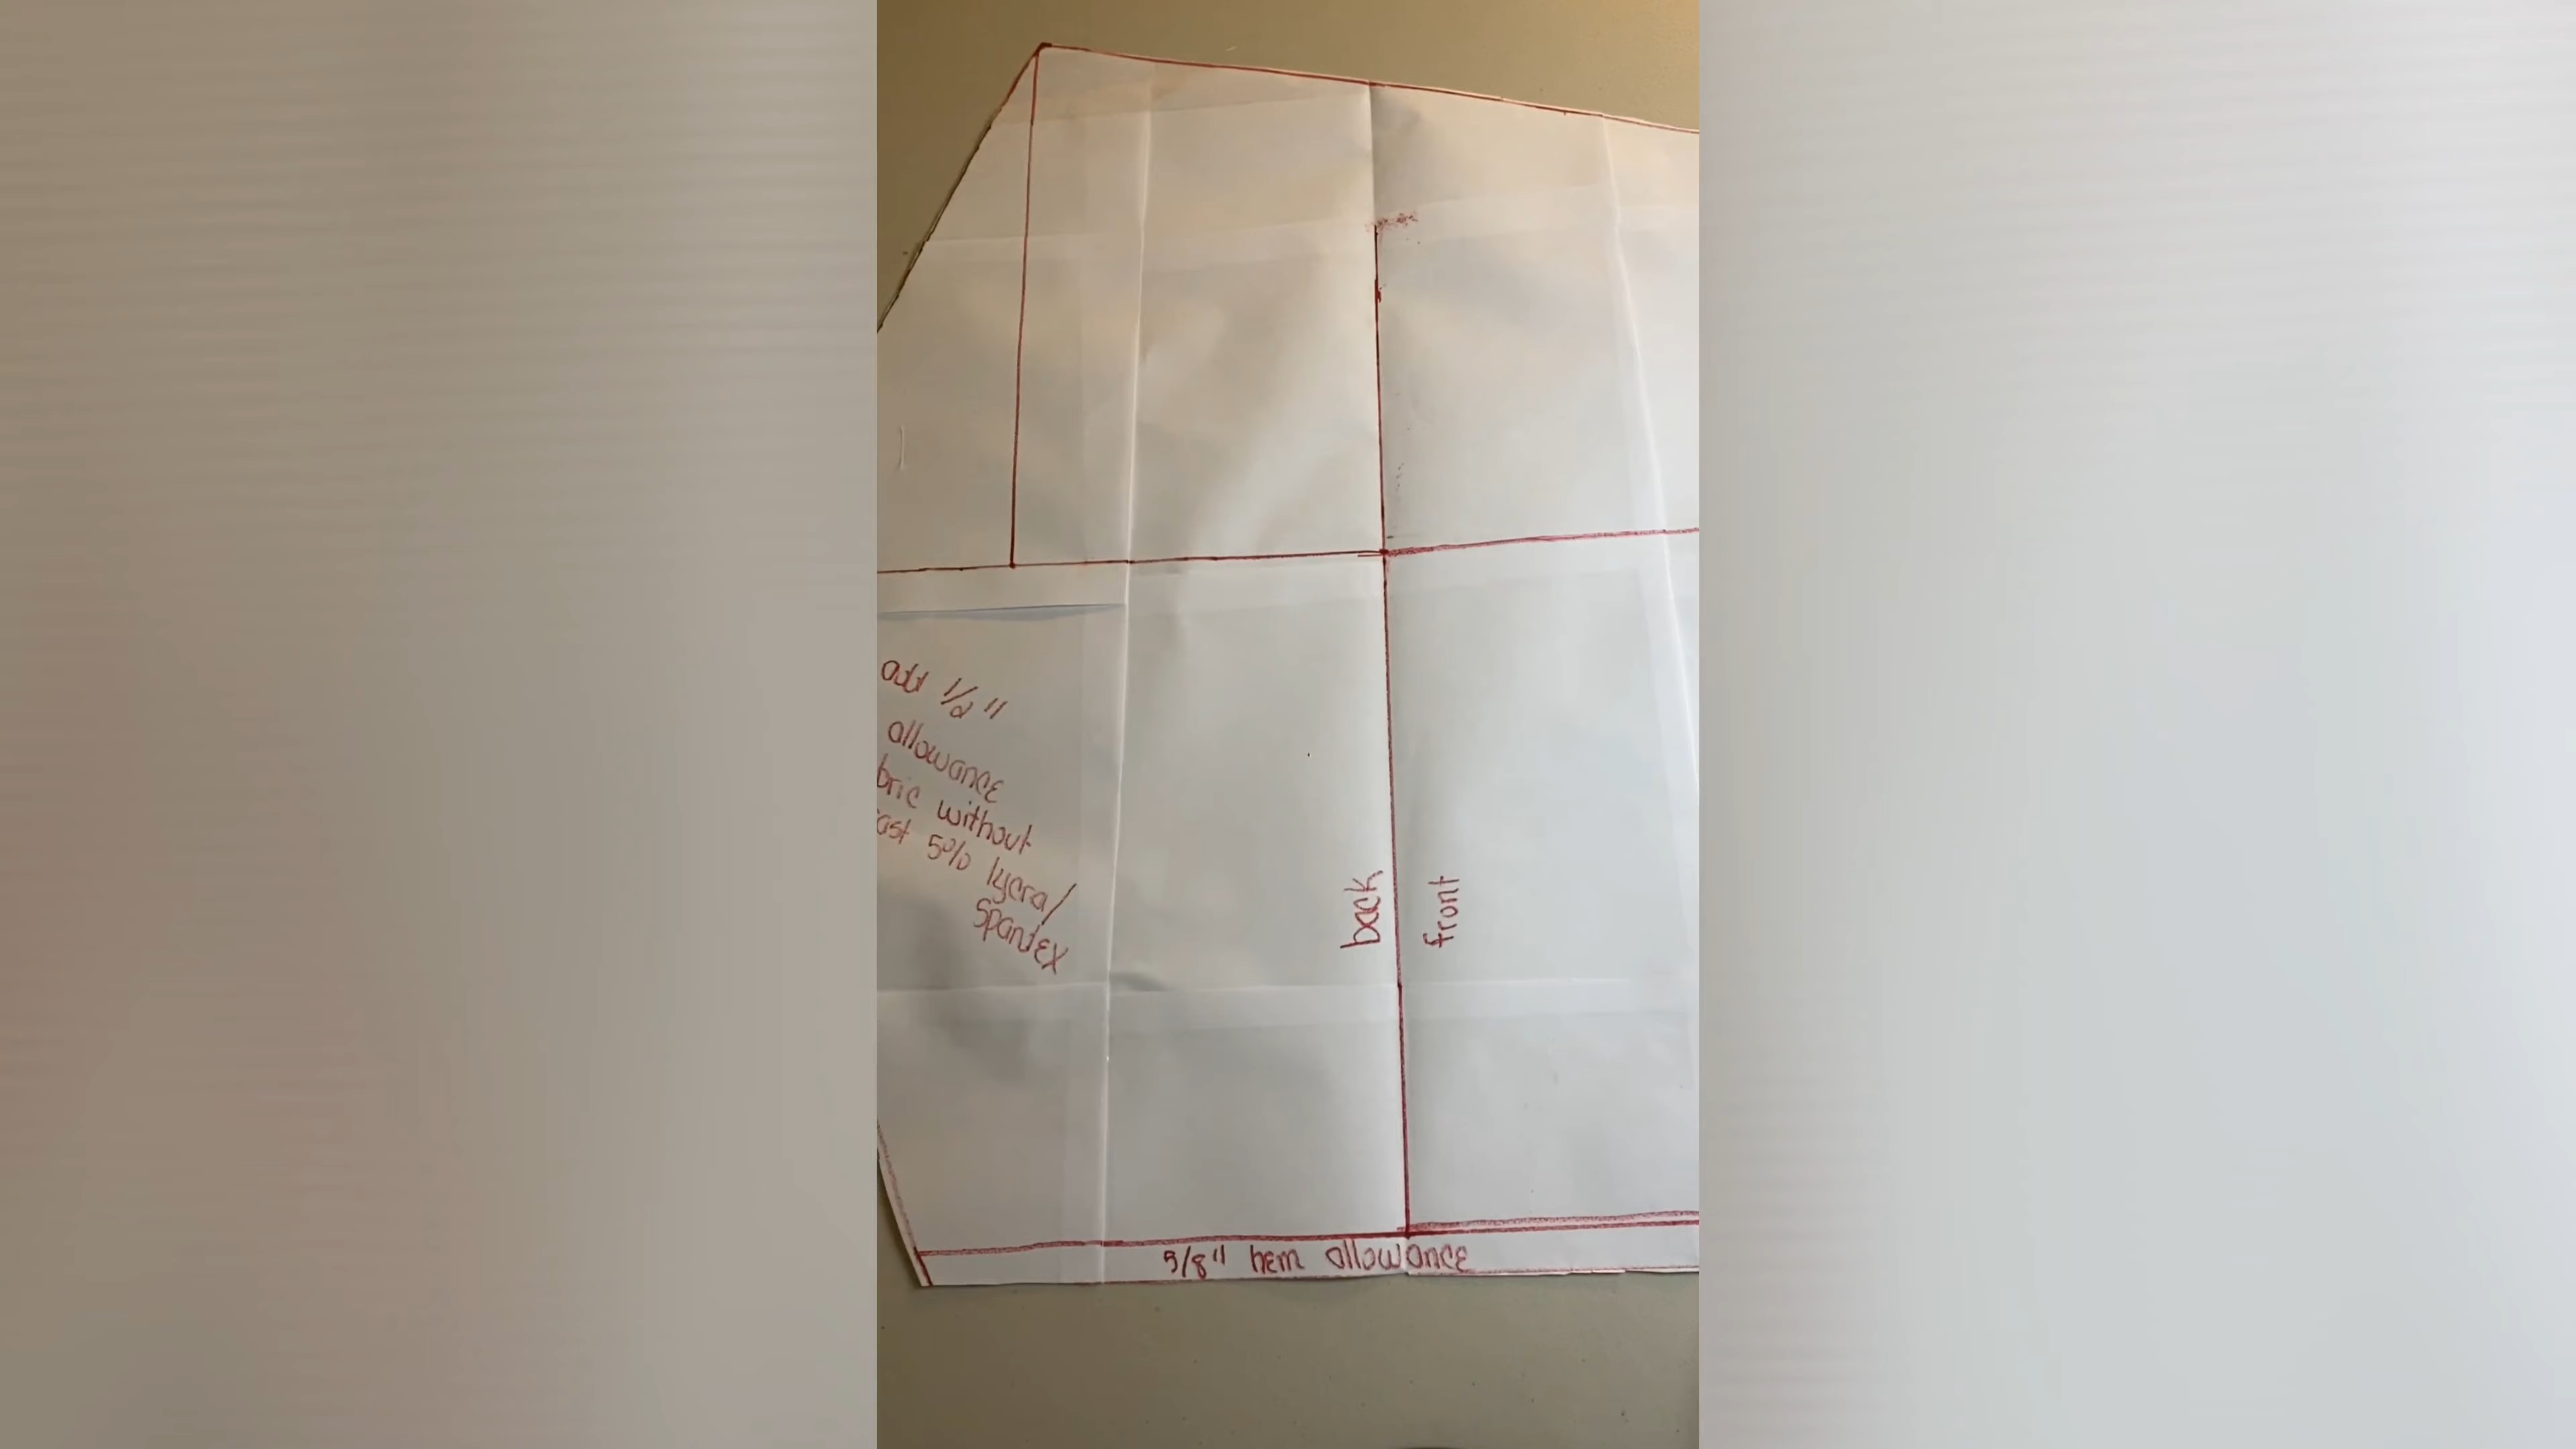 add 1/2"
allowance
bric without
ast 5% lycra/
spandex
back
front
5/8" hem allowance